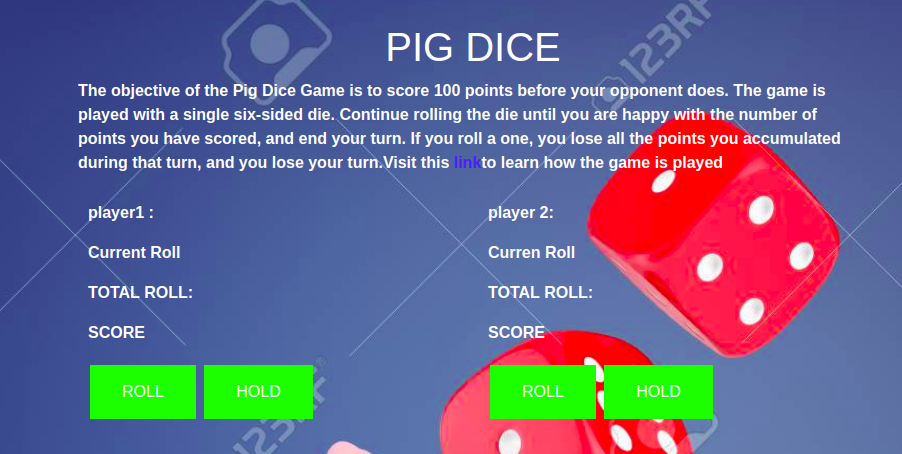 PIG DICE
The objective of the Pig Dice Game is to score 100 points before your opponent does. The game is
played with a single six-sided die. Continue rolling the die until you are happy with the number of
points you have scored, and end your turn. If you roll a one, you lose all the points you accumulated
during that turn, and you lose your turn.Visit this linkto learn how the game is played
player1 :
Current Roll
TOTAL ROLL:
SCORE
ROLL HOLD
player 2:
Curren Roll
TOTAL ROLL:
SCORE
ROLL HOLD
123RF
123RF